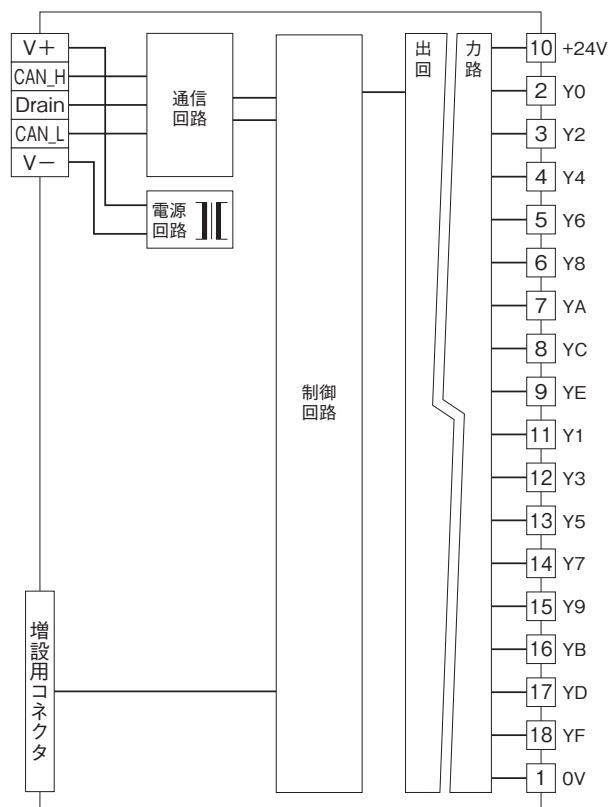 V+
CAN_H
Drain
CAN_L
V−
通信
回路
電源
回路
制御
回路
増設用コネクタ
出力
回路
10 +24V
2 Y0
3 Y2
4 Y4
5 Y6
6 Y8
7 YA
8 YC
9 YE
11 Y1
12 Y3
13 Y5
14 Y7
15 Y9
16 YB
17 YD
18 YF
1 0V